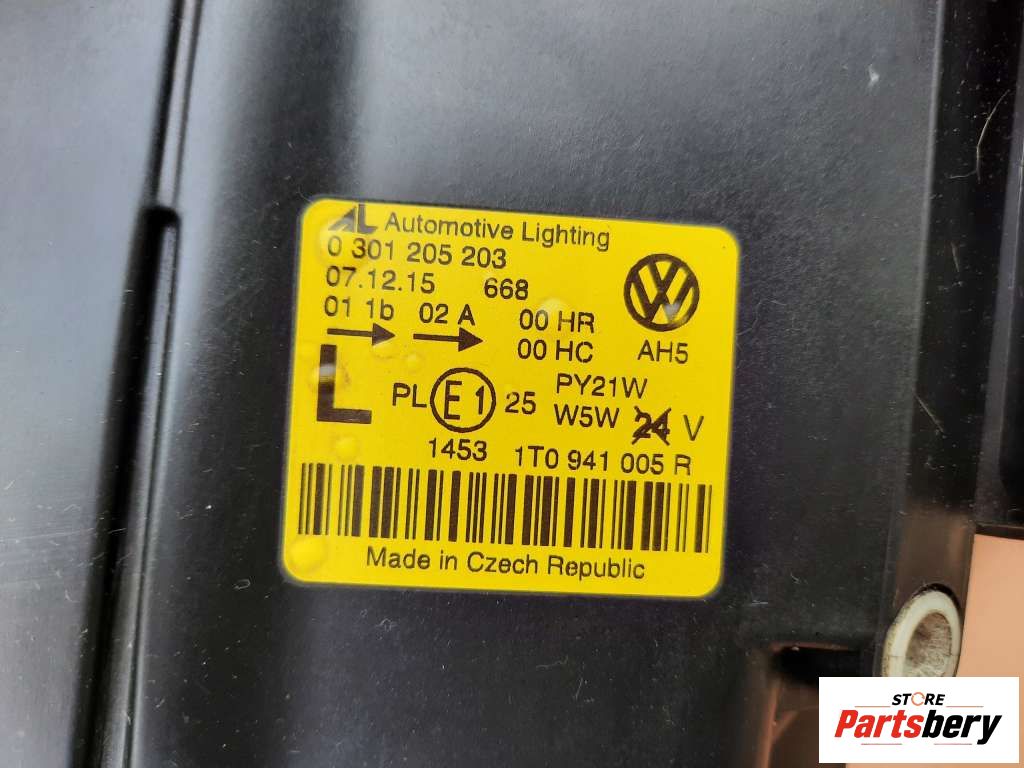 AL Automotive Lighting
0 301 205 203
07.12.15 668
01 1b 02 A 00 HR
00 HC AH5
L PL E1 25 PY21W
W5W 24 V
1453 1T0 941 005 R
Made in Czech Republic
STORE
Partsbery